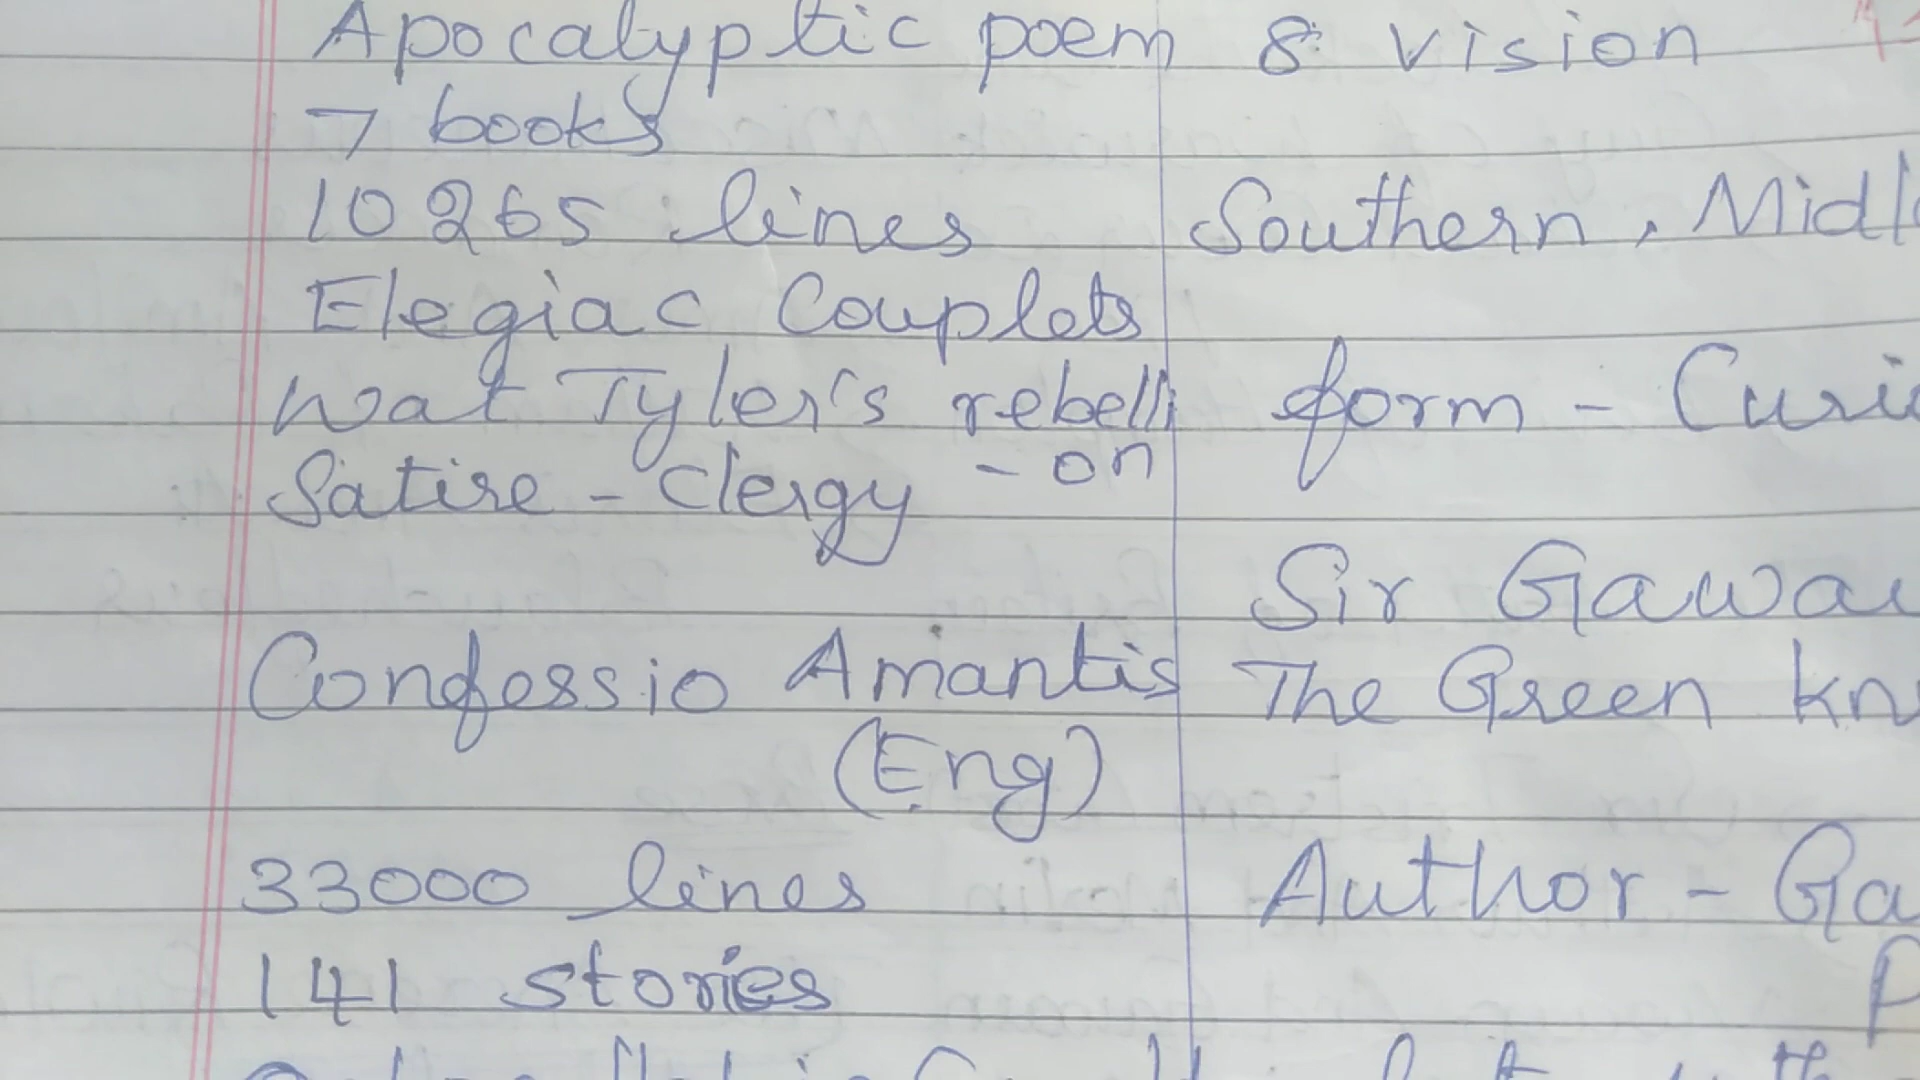 Apocalyptic poem
7 books
10265 lines
Elegiac Couplets
Wat Tyler's rebelli
- on
Satire - Clergy
Confessio Amantis
(Eng)
33000 lines
141 stories
8 vision
Southern, Midl
form - Curi
Sir Gawai
The Green kn
Author - Ga
P